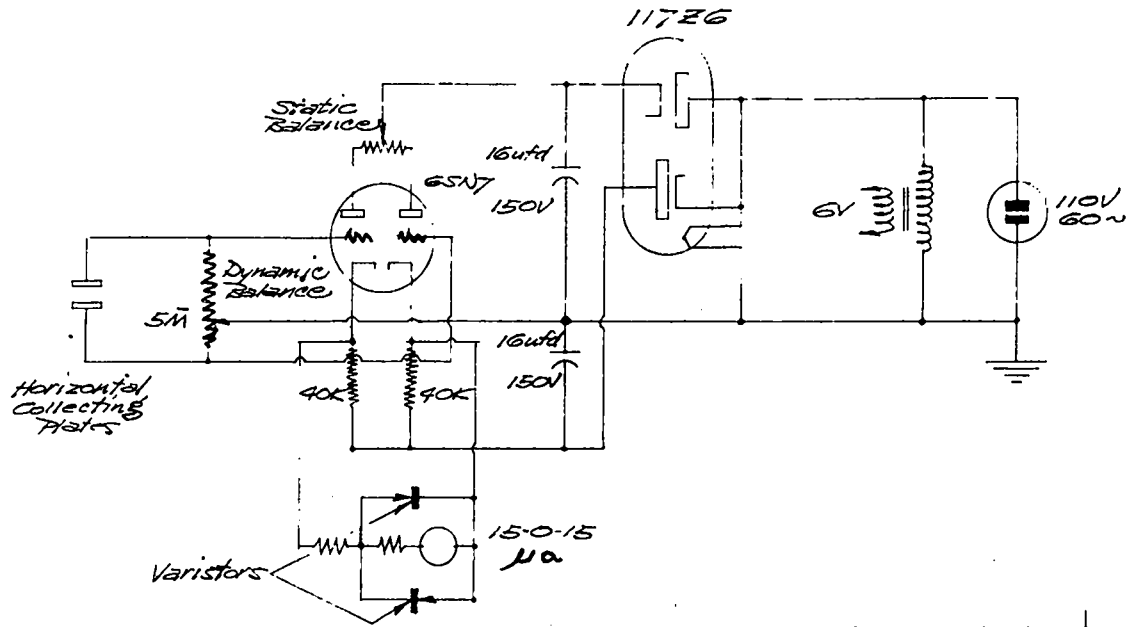 117Z6
Static
Balance
16ufd
150V
6SN7
6V
110V
60~
Dynamic
Balance
5M
16ufd
150V
40K
40K
Horizontal
Collecting
Plates
15-0-15
μa
Varistors